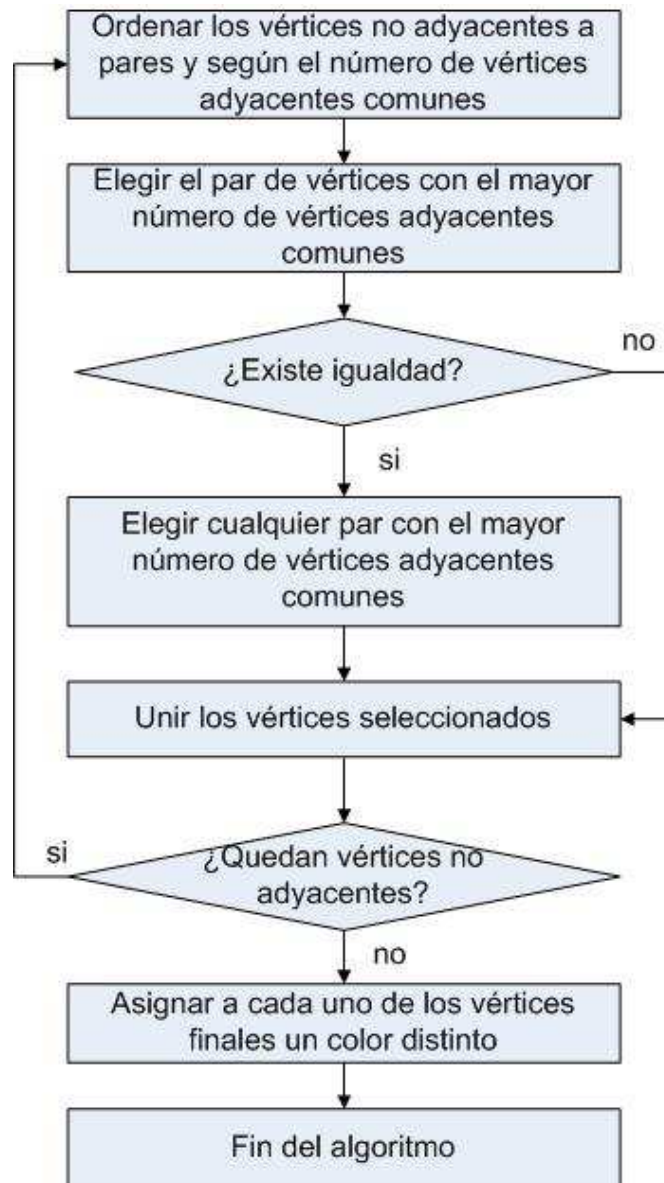 Ordenar los vértices no adyacentes a
pares y según el número de vértices
adyacentes comunes
Elegir el par de vértices con el mayor
número de vértices adyacentes
comunes
¿Existe igualdad?
no
si
Elegir cualquier par con el mayor
número de vértices adyacentes
comunes
Unir los vértices seleccionados
si
¿Quedan vértices no
adyacentes?
no
Asignar a cada uno de los vértices
finales un color distinto
Fin del algoritmo